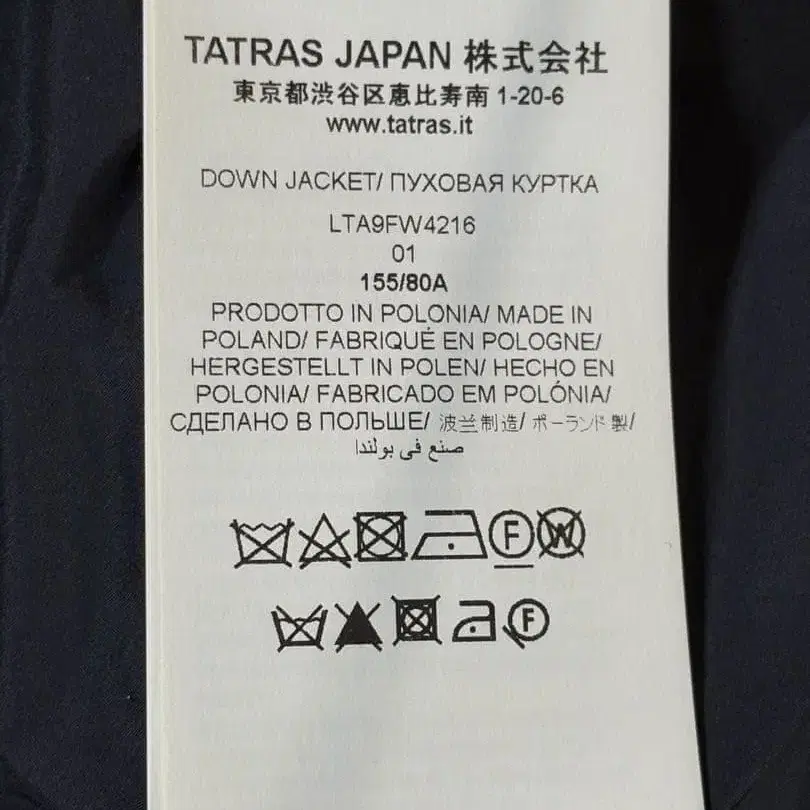 TATRAS JAPAN 株式会社
東京都渋谷区恵比寿南 1-20-6
www.tatras.it
DOWN JACKET/ ПУХОВАЯ КУРТКА
LTA9FW4216
01
155/80A
PRODOTTO IN POLONIA/ MADE IN
POLAND/ FABRIQUÉ EN POLOGNE/
HERGESTELLT IN POLEN/ HECHO EN
POLONIA/ FABRICADO EM POLÓNIA/
СДЕЛАНО В ПОЛЬШЕ/ 波兰制造/ ポーランド製/
صنع في بولندا
F W
F